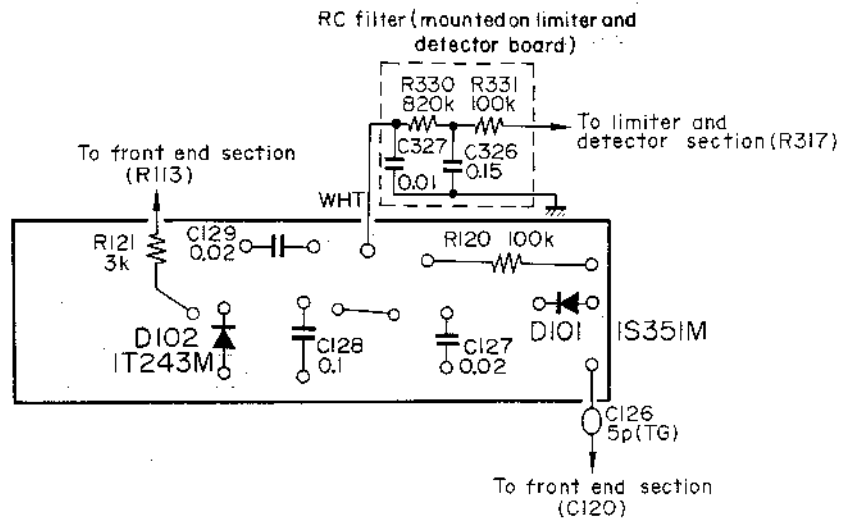 RC filter (mounted on limiter and
detector board)
R330
820k
R331
100k
To limiter and
detector section (R317)
C327
0.01
C326
0.15
To front end section
(R113)
WHT
R121
3k
C129
0.02
R120 100k
D102
1T243M
C128
0.1
C127
0.02
D101
1S351M
C126
5p(TG)
To front end section
(C120)